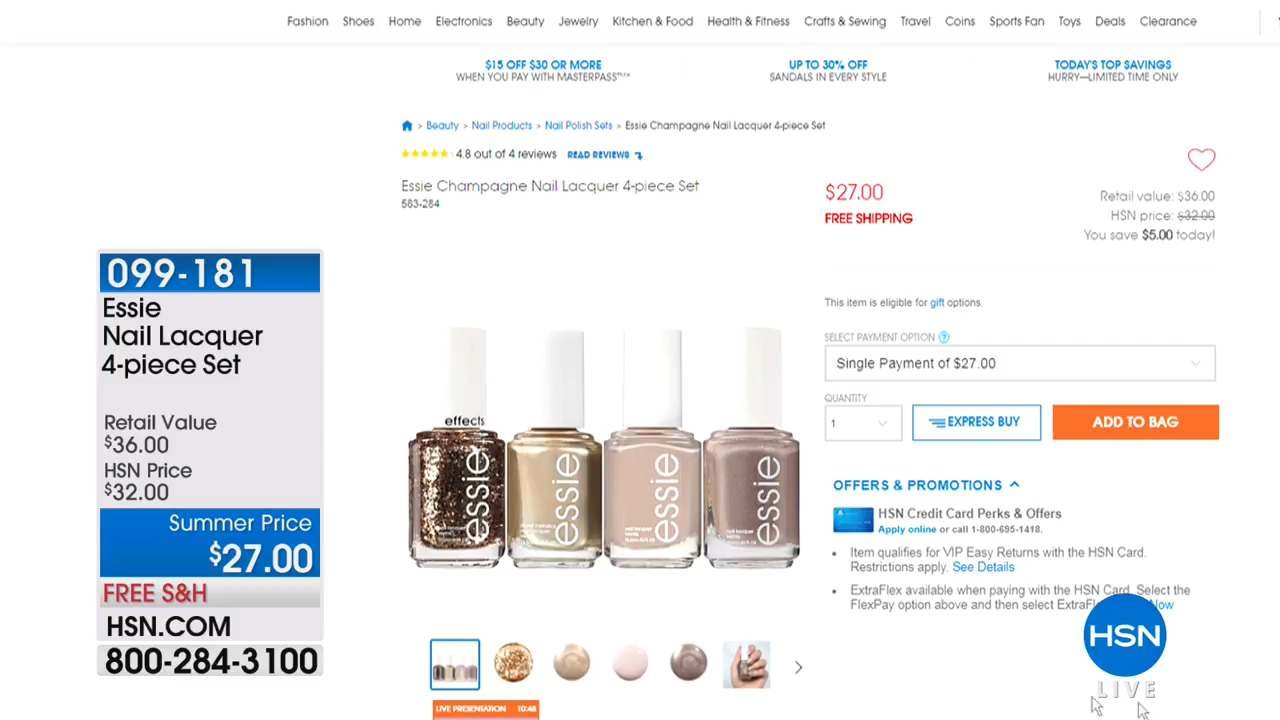 Fashion Shoes Home Electronics Beauty Jewelry Kitchen & Food Health & Fitness Crafts & Sewing Travel Coins Sports Fan Toys Deals Clearance
$15 OFF $30 OR MORE
WHEN YOU PAY WITH MASTERPASS
UP TO 30% OFF
SANDALS IN EVERY STYLE
TODAY'S TOP SAVINGS
HURRY—LIMITED TIME ONLY
> Beauty > Nail Products > Nail Polish Sets > Essie Champagne Nail Lacquer 4-piece Set
4.8 out of 4 reviews READ REVIEWS
Essie Champagne Nail Lacquer 4-piece Set
583-284
$27.00
FREE SHIPPING
Retail value: $36.00
HSN price: $32.00
You save $5.00 today!
This item is eligible for gift options.
SELECT PAYMENT OPTION ?
Single Payment of $27.00
QUANTITY
1
EXPRESS BUY
ADD TO BAG
OFFERS & PROMOTIONS
HSN Credit Card Perks & Offers
Apply online or call 1-800-695-1418.
• Item qualifies for VIP Easy Returns with the HSN Card.
Restrictions apply. See Details
• ExtraFlex available when paying with the HSN Card. Select the
FlexPay option above and then select ExtraFl Now
099-181
Essie
Nail Lacquer
4-piece Set
Retail Value
$36.00
HSN Price
$32.00
Summer Price
$27.00
FREE S&H
HSN.COM
800-284-3100
effects
essie
essie
essie
essie
LIVE PRESENTATION 10:48
HSN
LIVE